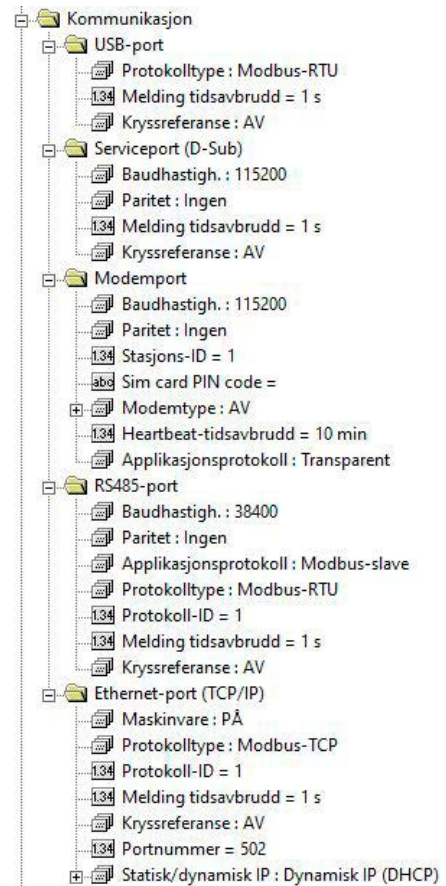 Kommunikasjon
USB-port
Protokolltype : Modbus-RTU
1.34 Melding tidsavbrudd = 1 s
Kryssreferanse : AV
Serviceport (D-Sub)
Baudhastigh. : 115200
Paritet : Ingen
1.34 Melding tidsavbrudd = 1 s
Kryssreferanse : AV
Modemport
Baudhastigh. : 115200
Paritet : Ingen
1.34 Stasjons-ID = 1
abc Sim card PIN code =
Modemtype : AV
1.34 Heartbeat-tidsavbrudd = 10 min
Applikasjonsprotokoll : Transparent
RS485-port
Baudhastigh. : 38400
Paritet : Ingen
Applikasjonsprotokoll : Modbus-slave
Protokolltype : Modbus-RTU
1.34 Protokoll-ID = 1
1.34 Melding tidsavbrudd = 1 s
Kryssreferanse : AV
Ethernet-port (TCP/IP)
Maskinvare : PÅ
Protokolltype : Modbus-TCP
1.34 Protokoll-ID = 1
1.34 Melding tidsavbrudd = 1 s
Kryssreferanse : AV
1.34 Portnummer = 502
Statisk/dynamisk IP : Dynamisk IP (DHCP)